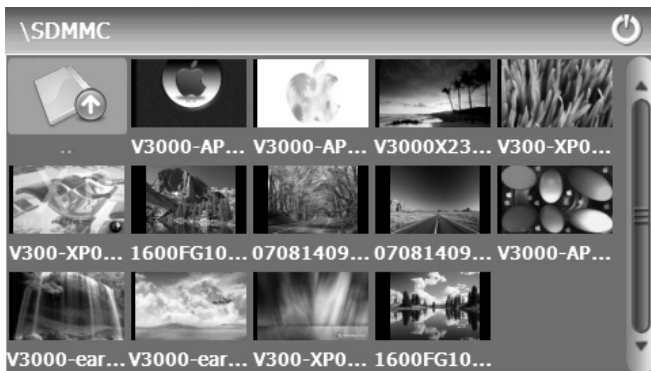 \SDMMC
.. V3000-AP... V3000-AP... V3000X23... V300-XP0...
V300-XP0... 1600FG10... 07081409... 07081409... V3000-AP...
V3000-ear... V3000-ear... V300-XP0... 1600FG10...